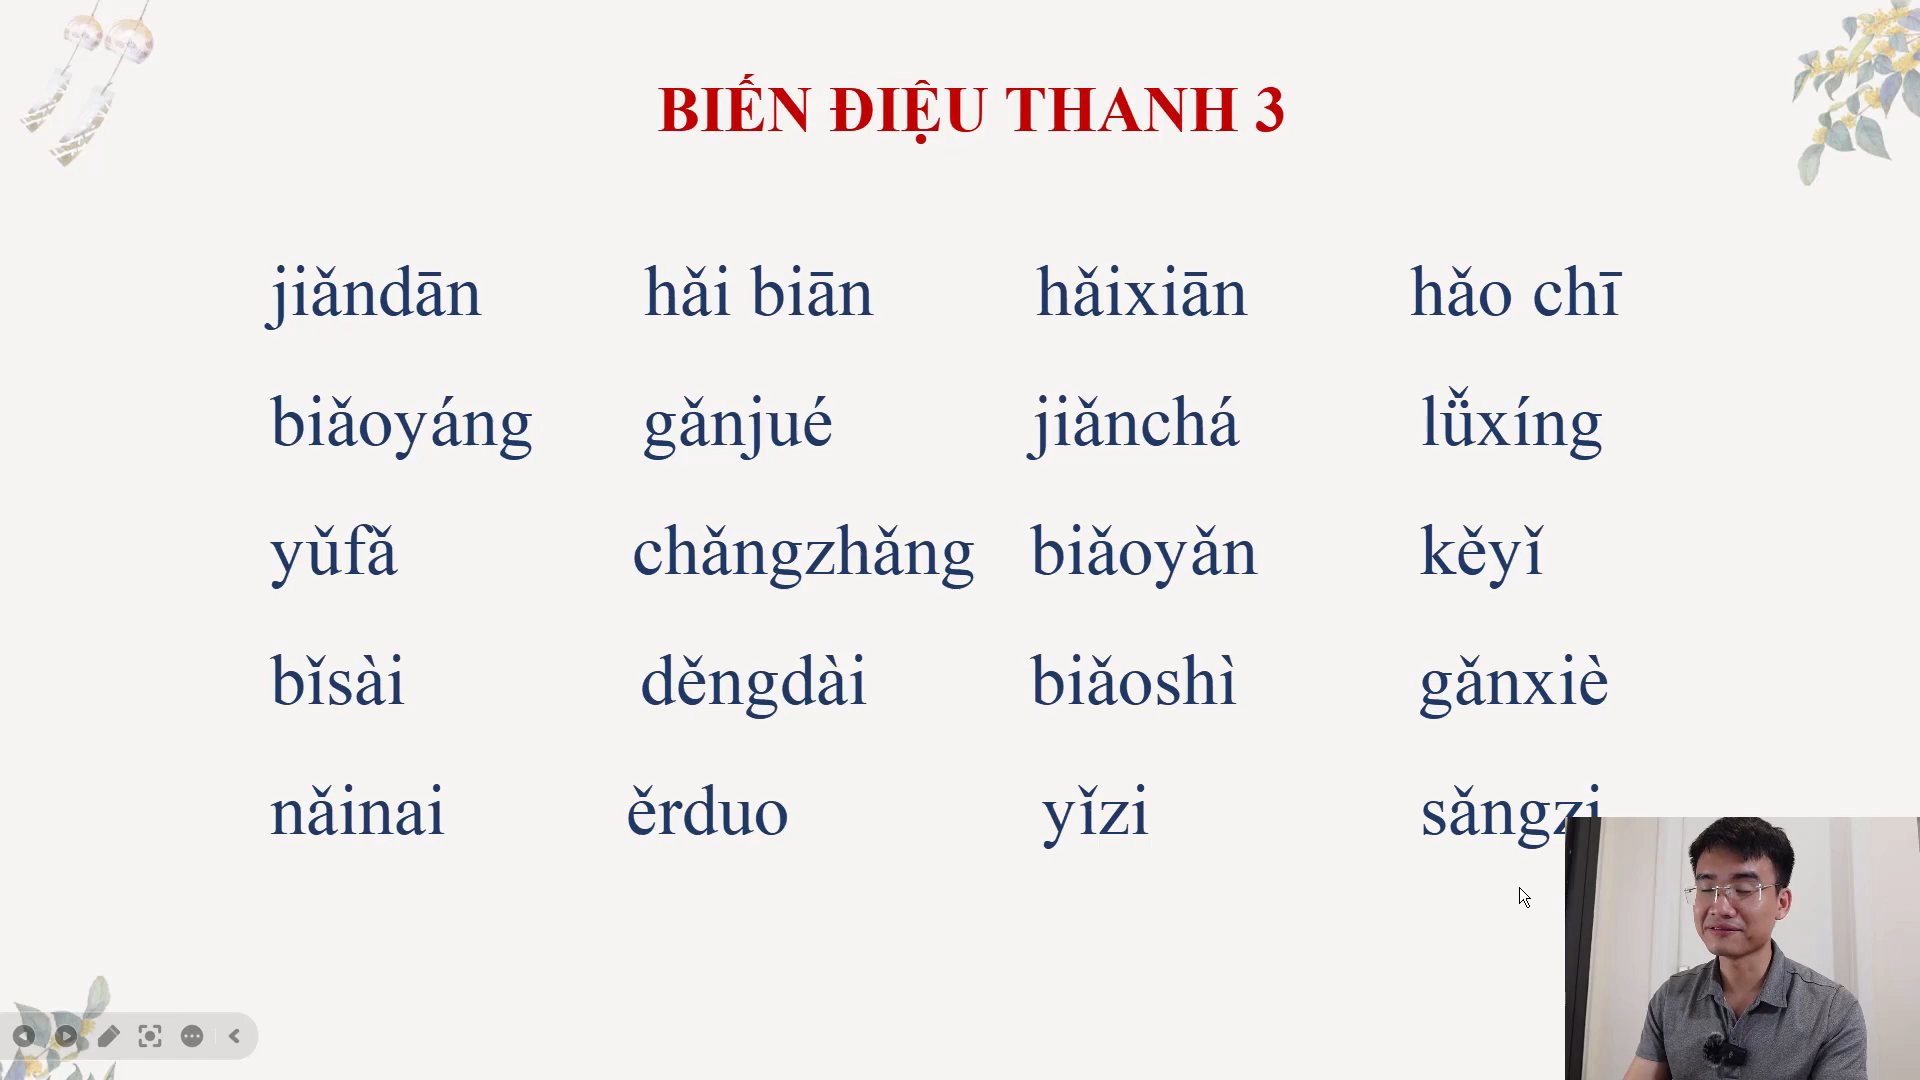 BIẾN ĐIỆU THANH 3
jiǎndān hǎi biān hǎixiān hǎo chī
biǎoyáng gǎnjué jiǎnchá lǚxíng
yǔfǎ chǎngzhǎng biǎoyǎn kěyǐ
bǐsài děngdài biǎoshì gǎnxiè
nǎinai ěrduo yǐzi sǎngzi